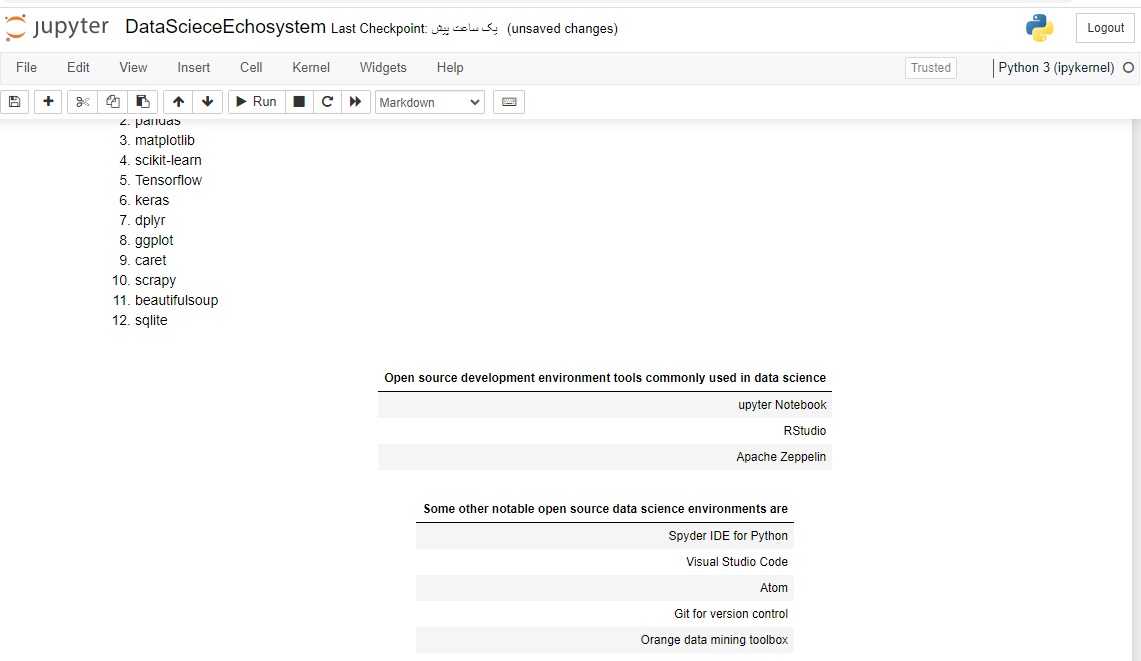 jupyter DataScieceEchosystem Last Checkpoint: یک ساعت پیش (unsaved changes)
Logout
File Edit View Insert Cell Kernel Widgets Help
Trusted
Python 3 (ipykernel)
Run
Markdown
2. pandas
3. matplotlib
4. scikit-learn
5. Tensorflow
6. keras
7. dplyr
8. ggplot
9. caret
10. scrapy
11. beautifulsoup
12. sqlite
Open source development environment tools commonly used in data science
upyter Notebook
RStudio
Apache Zeppelin
Some other notable open source data science environments are
Spyder IDE for Python
Visual Studio Code
Atom
Git for version control
Orange data mining toolbox